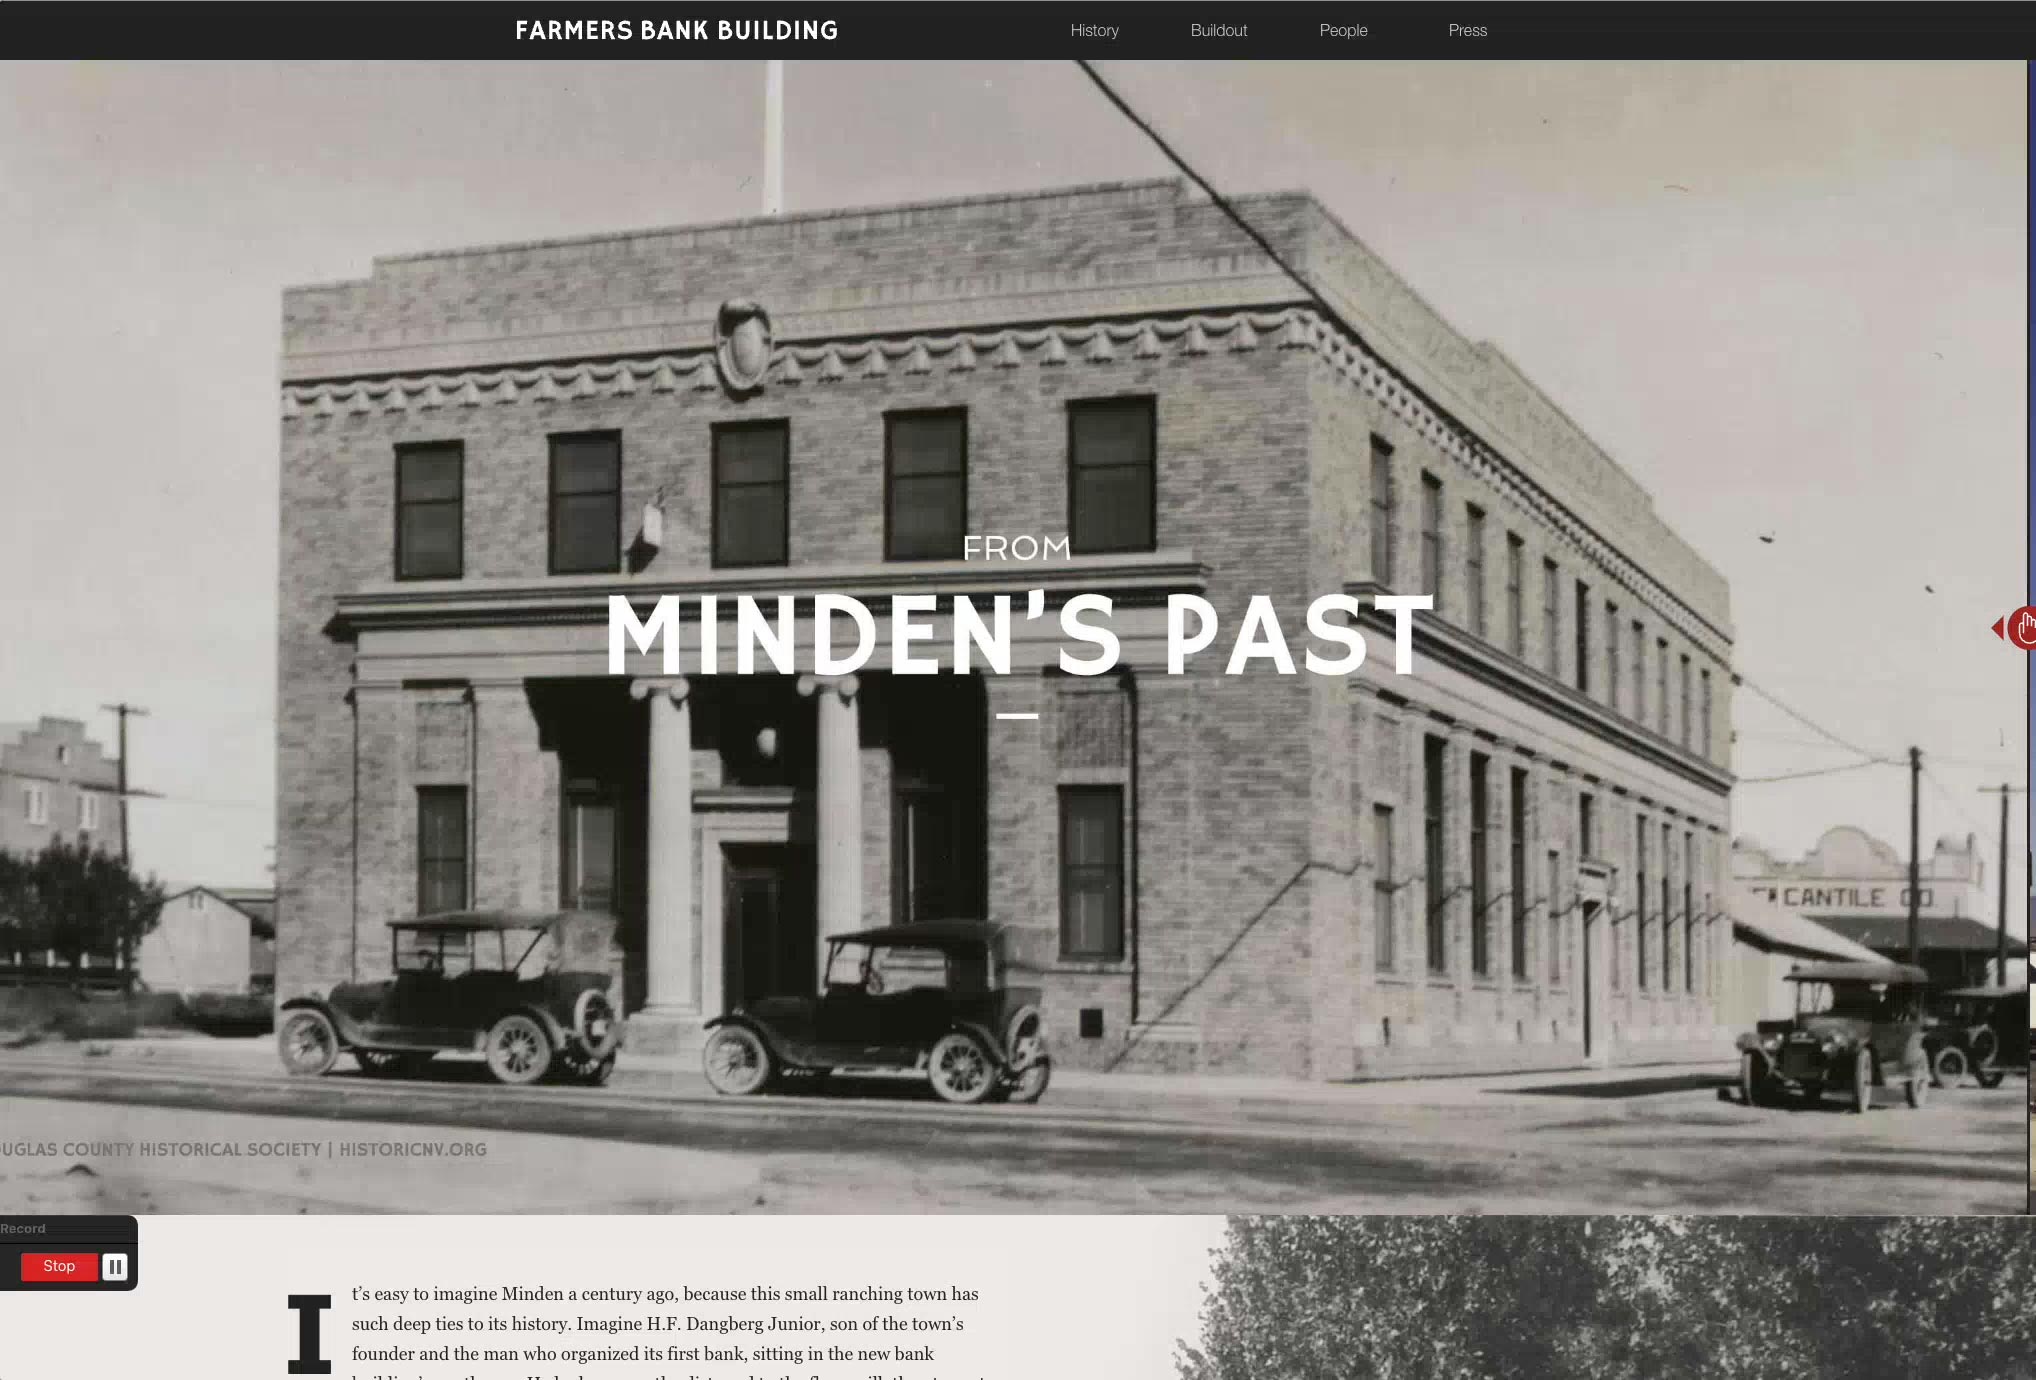 FARMERS BANK BUILDING
History Buildout People Press
FROM
MINDEN'S PAST
CANTILE CO.
UGLAS COUNTY HISTORICAL SOCIETY | HISTORICNV.ORG
Record
Stop
It's easy to imagine Minden a century ago, because this small ranching town has
such deep ties to its history. Imagine H.F. Dangberg Junior, son of the town's
founder and the man who organized its first bank, sitting in the new bank